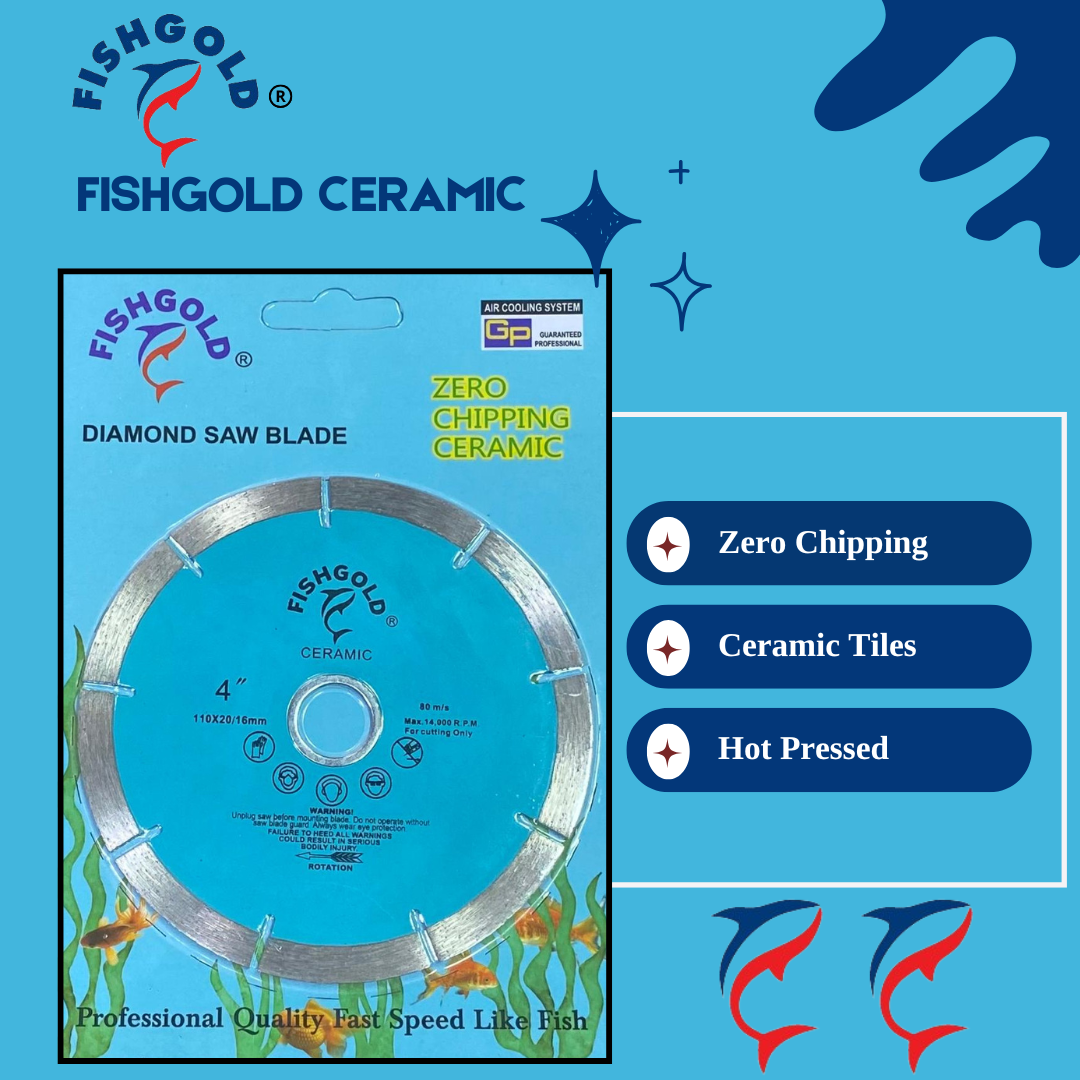 FISHGOLD ®
FISHGOLD CERAMIC
FISHGOLD ®
AIR COOLING SYSTEM
GP GUARANTEED
PROFESSIONAL
ZERO
CHIPPING
CERAMIC
DIAMOND SAW BLADE
FISHGOLD ®
CERAMIC
4"
110X20/16mm
80 m/s
Max.14,000 R.P.M
For cutting Only
WARNING!
Unplug saw before mounting blade. Do not operate without
saw blade guard. Always wear eye protection
FAILURE TO HEED ALL WARNINGS
COULD RESULT IN SERIOUS
BODILY INJURY.
ROTATION
Professional Quality Fast Speed Like Fish
Zero Chipping
Ceramic Tiles
Hot Pressed